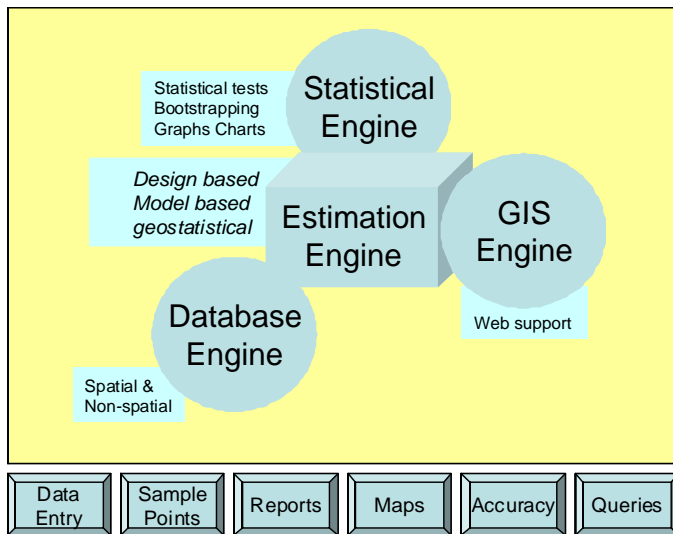 Statistical tests
Bootstrapping
Graphs Charts
Statistical
Engine
Design based
Model based
geostatistical
Estimation
Engine
GIS
Engine
Web support
Database
Engine
Spatial &
Non-spatial
Data
Entry
Sample
Points
Reports
Maps
Accuracy
Queries